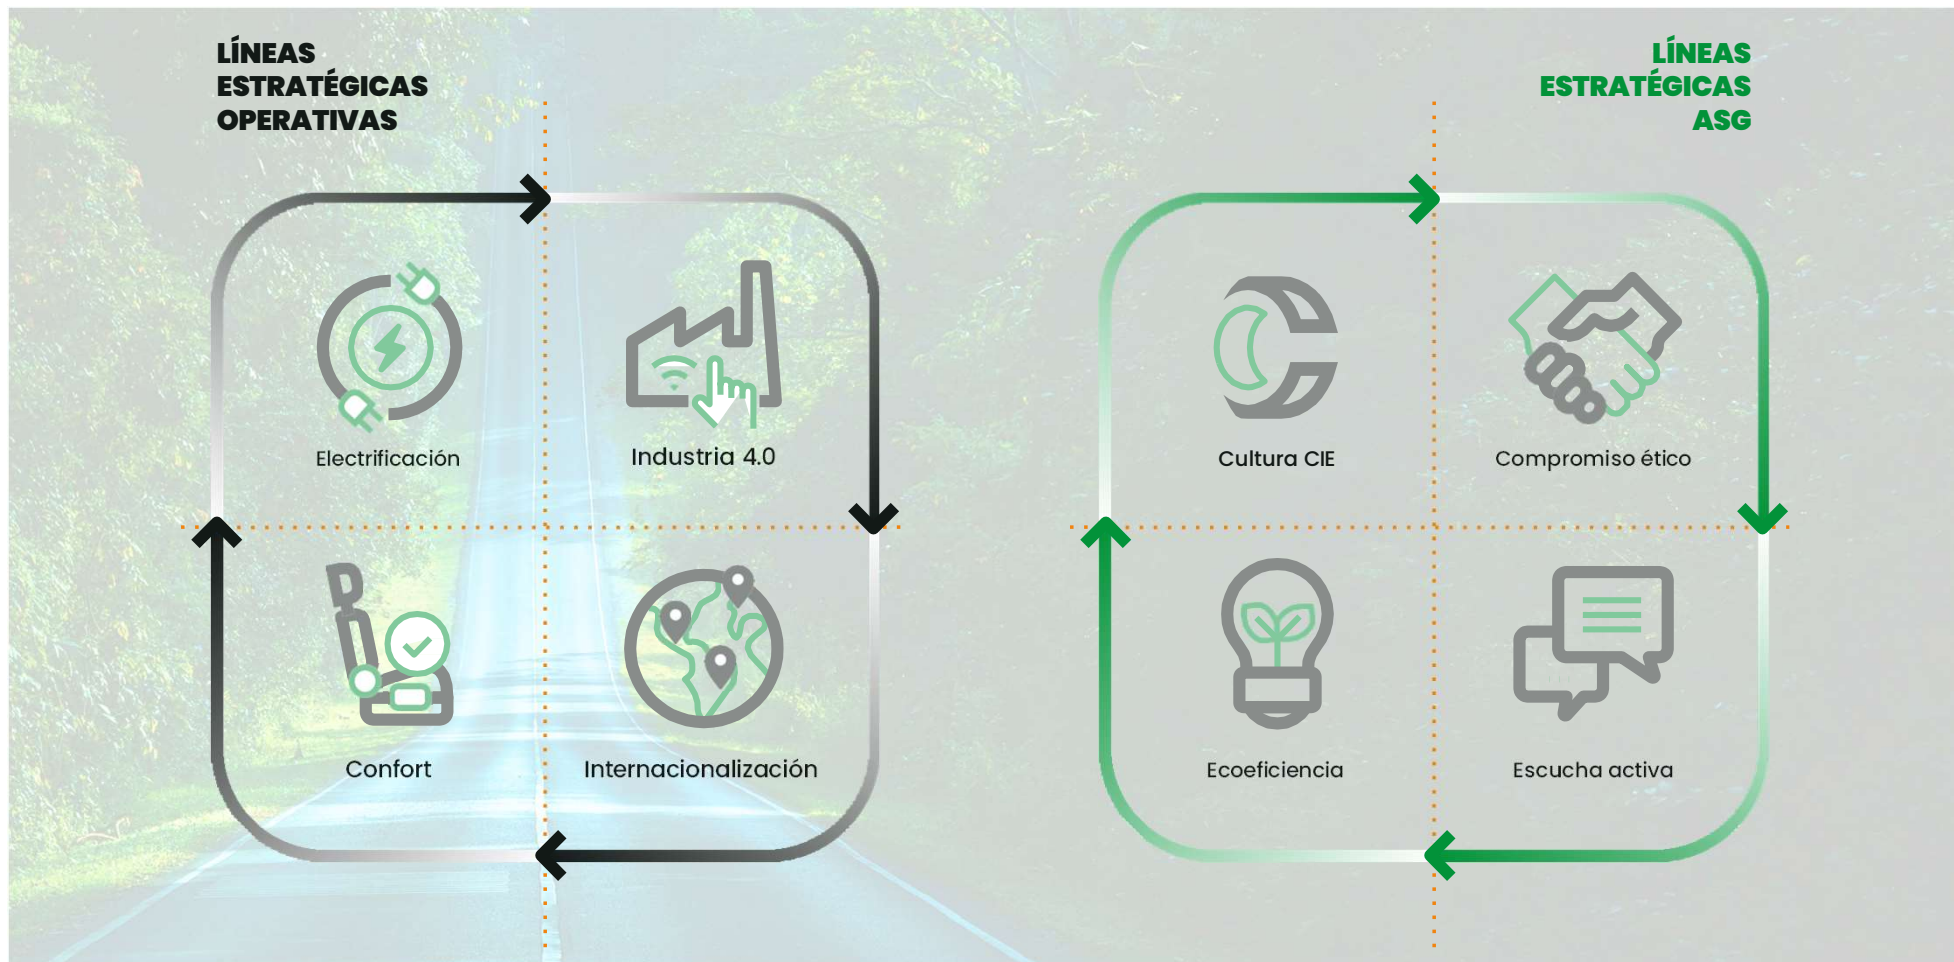 LÍNEAS
ESTRATÉGICAS
OPERATIVAS
Electrificación
Industria 4.0
Confort
Internacionalización
LÍNEAS
ESTRATÉGICAS
ASG
Cultura CIE
Compromiso ético
Ecoeficiencia
Escucha activa